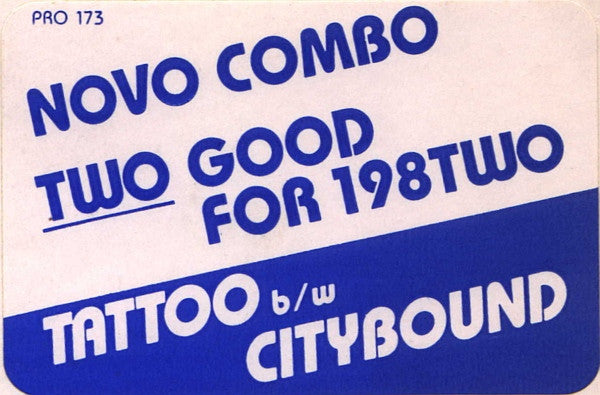 PRO 173
NOVO COMBO
TWO GOOD
FOR 198TWO
TATTOO b/w
CITYBOUND